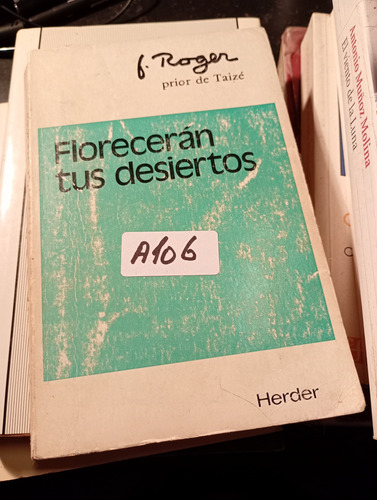 f. Roger
prior de Taizé
Florecerán
tus desiertos
A106
Herder
Antonio Muñoz Molina
El viento de la Luna